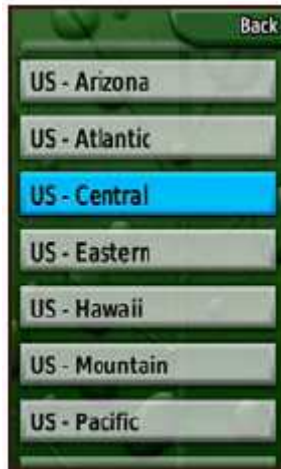 Back
US - Arizona
US - Atlantic
US - Central
US - Eastern
US - Hawaii
US - Mountain
US - Pacific